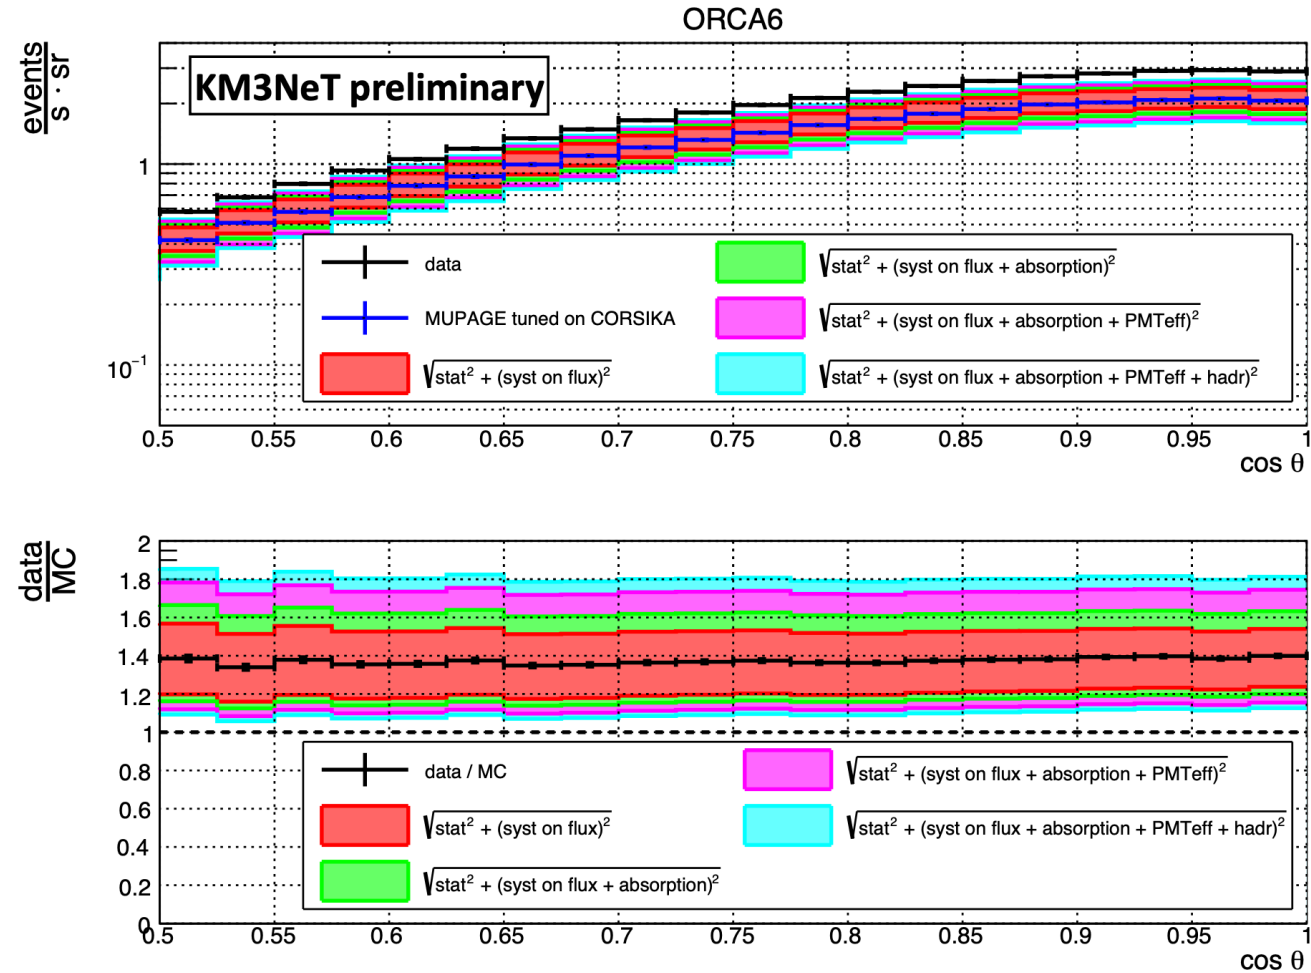 ORCA6
events
s · sr
KM3NeT preliminary
1
10⁻¹
data
MUPAGE tuned on CORSIKA
√stat² + (syst on flux)²
√stat² + (syst on flux + absorption)²
√stat² + (syst on flux + absorption + PMTeff)²
√stat² + (syst on flux + absorption + PMTeff + hadr)²
0.5 0.55 0.6 0.65 0.7 0.75 0.8 0.85 0.9 0.95 1
cos θ
data
MC
2
1.8
1.6
1.4
1.2
1
0.8
0.6
0.4
0.2
0
data / MC
√stat² + (syst on flux)²
√stat² + (syst on flux + absorption)²
√stat² + (syst on flux + absorption + PMTeff)²
√stat² + (syst on flux + absorption + PMTeff + hadr)²
0.5 0.55 0.6 0.65 0.7 0.75 0.8 0.85 0.9 0.95 1
cos θ